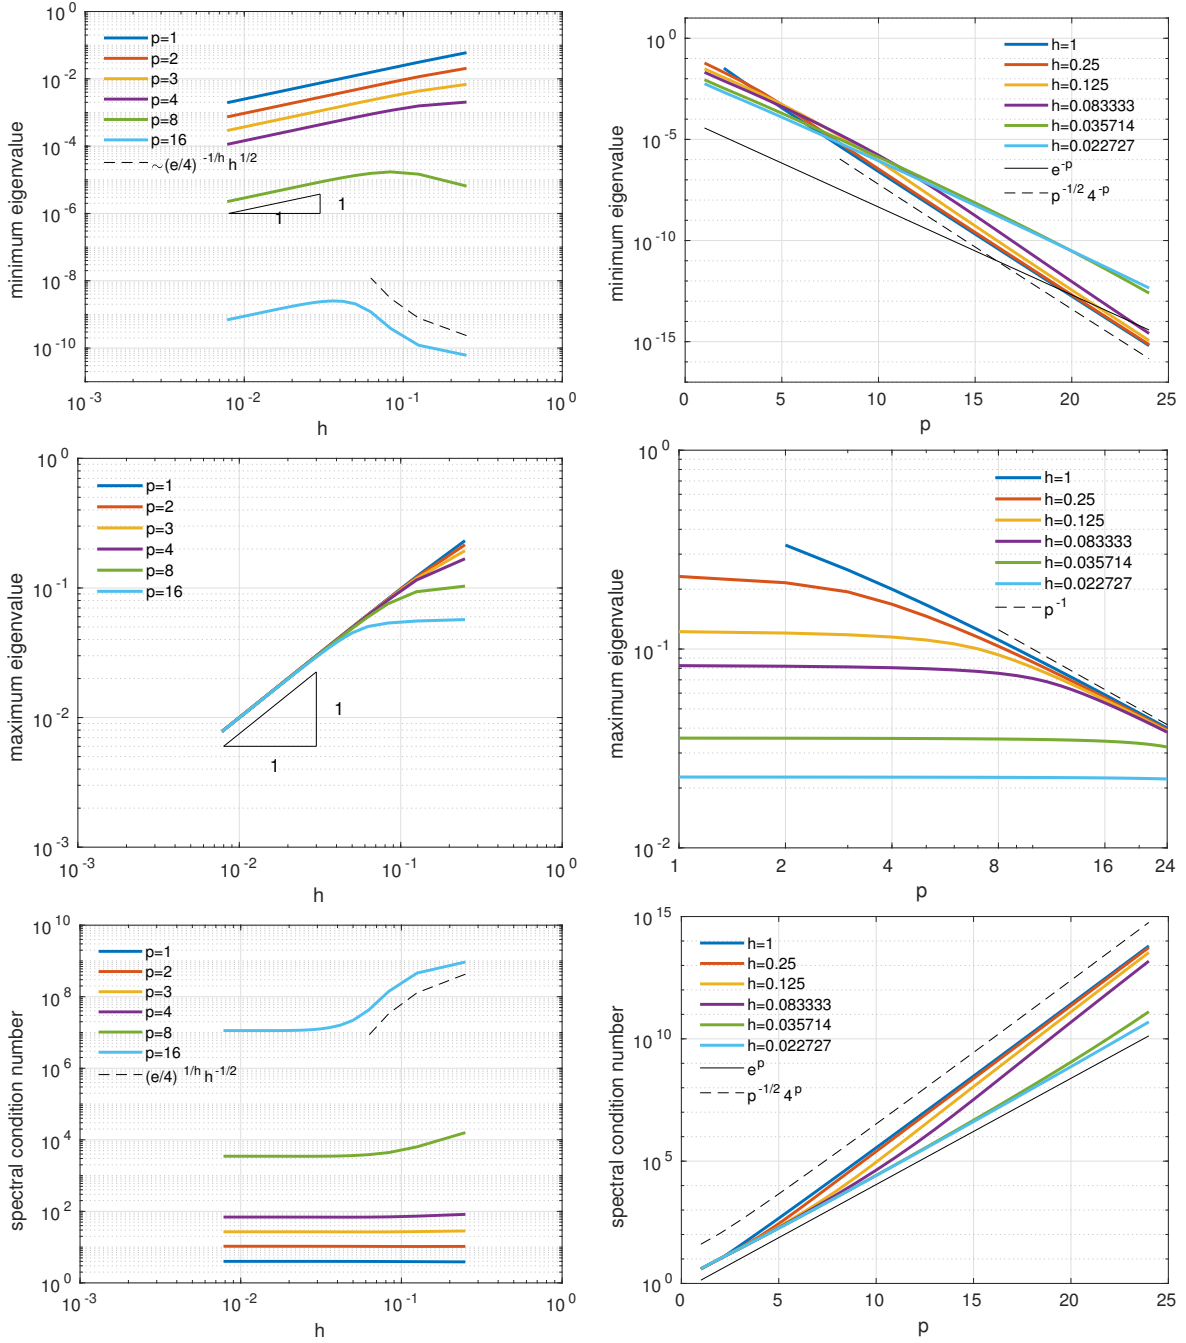 10^0
10^-2
10^-4
10^-6
10^-8
10^-10
minimum eigenvalue
p=1
p=2
p=3
p=4
p=8
p=16
~(e/4)^-1/h h^1/2
1
1
10^-3
10^-2
10^-1
10^0
h
10^0
10^-5
10^-10
10^-15
minimum eigenvalue
h=1
h=0.25
h=0.125
h=0.083333
h=0.035714
h=0.022727
e^-p
p^-1/2 4^-p
0
5
10
15
20
25
p
10^0
10^-1
10^-2
10^-3
maximum eigenvalue
p=1
p=2
p=3
p=4
p=8
p=16
1
1
10^-3
10^-2
10^-1
10^0
h
10^0
10^-1
10^-2
maximum eigenvalue
h=1
h=0.25
h=0.125
h=0.083333
h=0.035714
h=0.022727
p^-1
1
2
4
8
16
24
p
10^10
10^8
10^6
10^4
10^2
10^0
spectral condition number
p=1
p=2
p=3
p=4
p=8
p=16
(e/4)^1/h h^-1/2
10^-3
10^-2
10^-1
10^0
h
10^15
10^10
10^5
10^0
spectral condition number
h=1
h=0.25
h=0.125
h=0.083333
h=0.035714
h=0.022727
e^p
p^-1/2 4^p
0
5
10
15
20
25
p